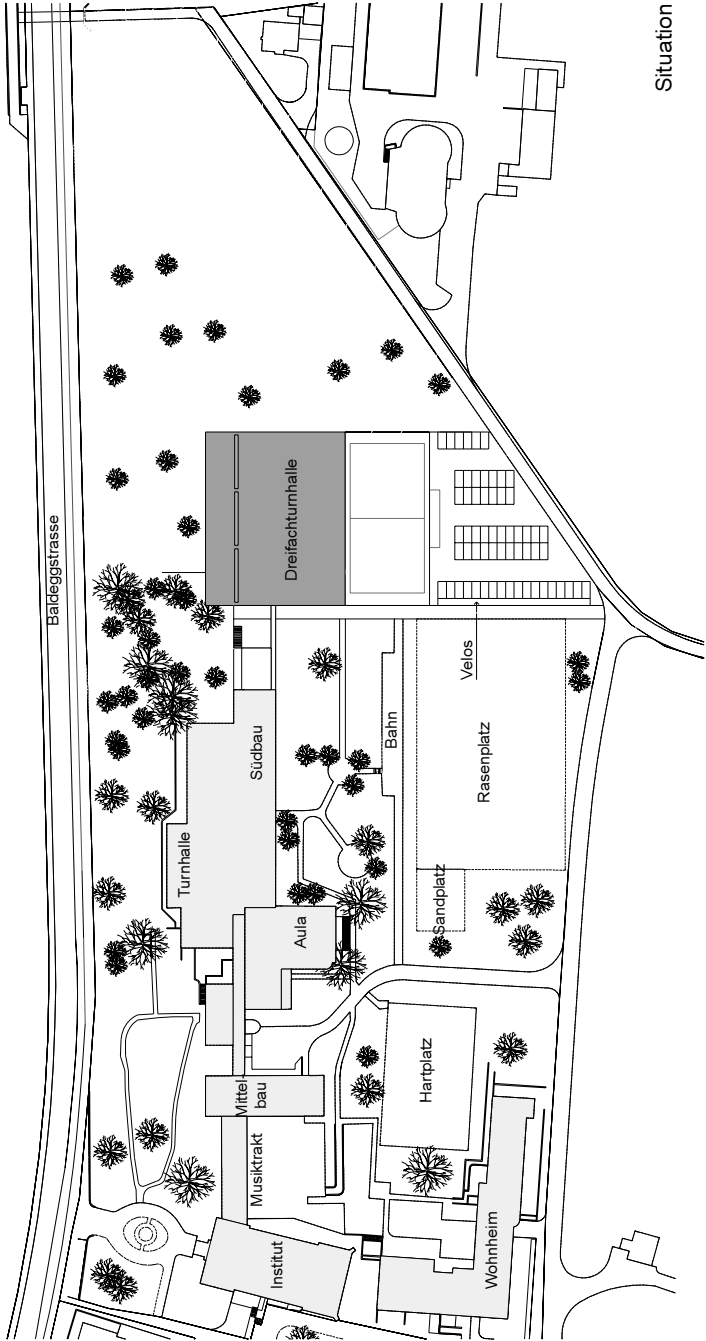 Situation
Baldeggstrasse
Dreifachturnhalle
Velos
Bahn
Rasenplatz
Südbau
Turnhalle
Sandplatz
Aula
Hartplatz
Mittel-
bau
Musiktrakt
Institut
Wohnheim